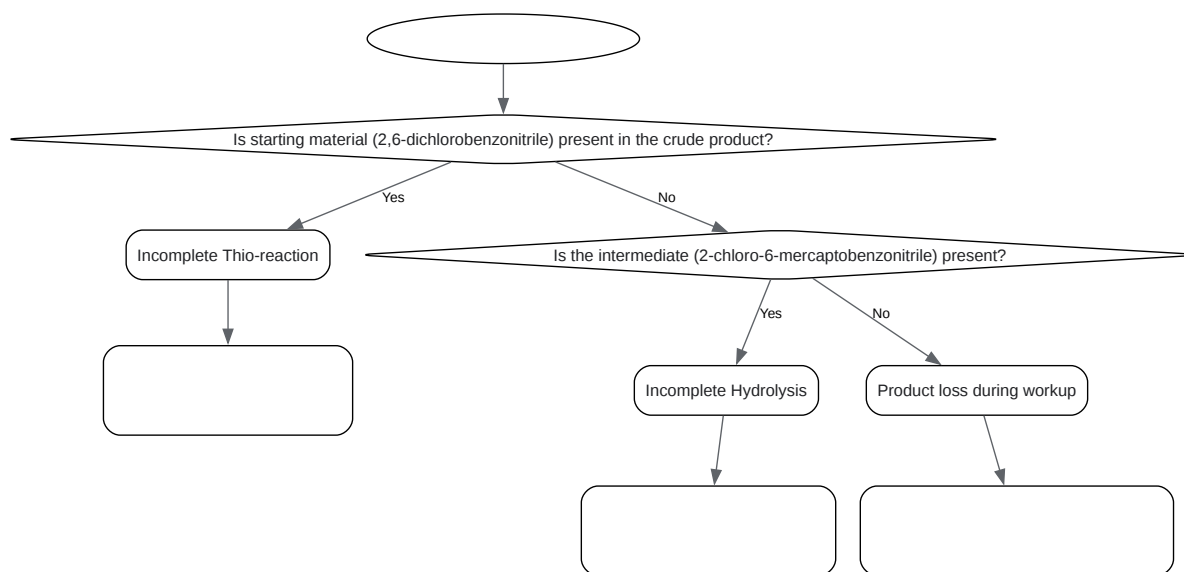 Is starting material (2,6-dichlorobenzonitrile) present in the crude product?
Yes
No
Incomplete Thio-reaction
Is the intermediate (2-chloro-6-mercaptobenzonitrile) present?
Yes
No
Incomplete Hydrolysis
Product loss during workup